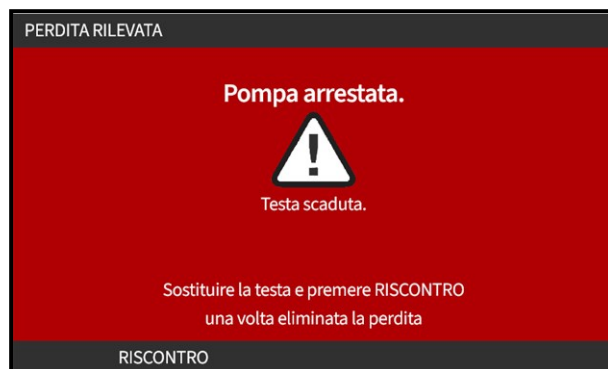 PERDITA RILEVATA
Pompa arrestata.
!
Testa scaduta.
Sostituire la testa e premere RISCONTRO
una volta eliminata la perdita
RISCONTRO